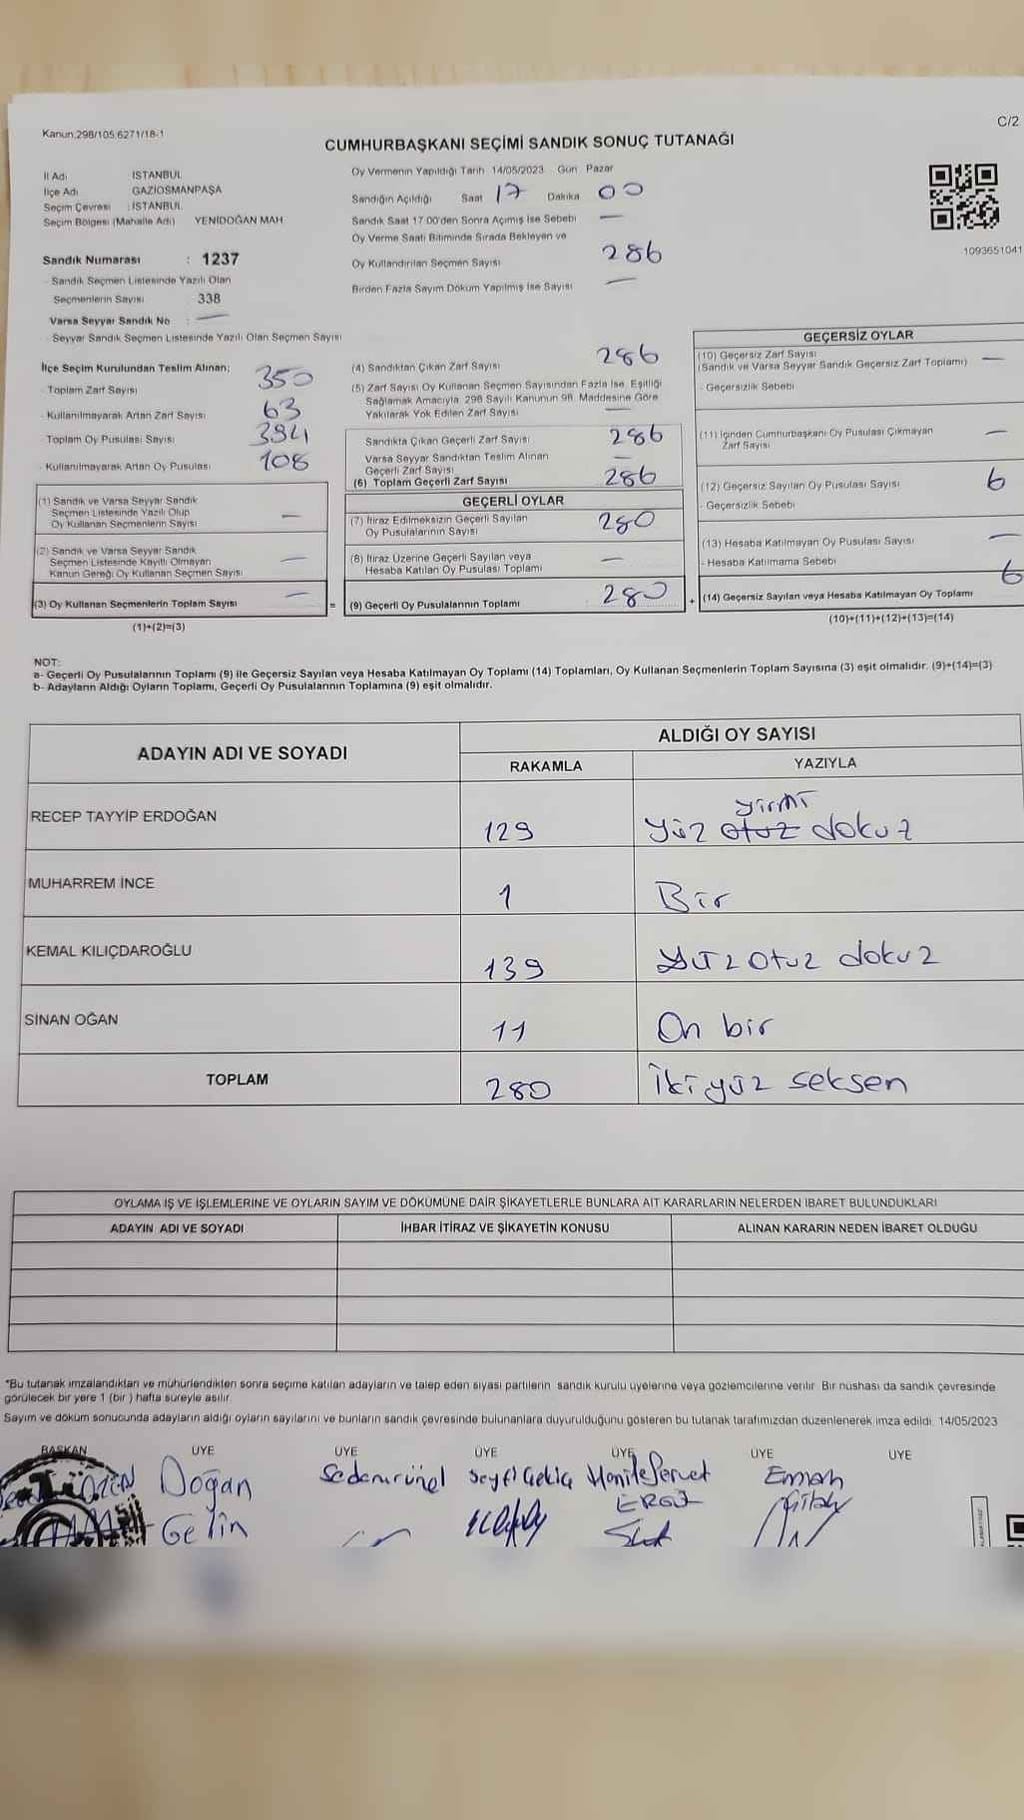 Kanun:298/105,6271/18-1
C/2
CUMHURBAŞKANI SEÇİMİ SANDIK SONUÇ TUTANAĞI
İl Adı İSTANBUL
İlçe Adı GAZİOSMANPAŞA
Seçim Çevresi : İSTANBUL
Seçim Bölgesi (Mahalle Adı) YENİDOĞAN MAH
Oy Vermenin Yapıldığı Tarih 14/05/2023 Gün Pazar
Sandığın Açıldığı Saat 17 Dakika 00
Sandık Saat 17:00'den Sonra Açımış İse Sebebi —
Oy Verme Saati Bitiminde Sırada Bekleyen ve
Oy Kullandırılan Seçmen Sayısı 286
Birden Fazla Sayım Döküm Yapılmış İse Sayısı —
1093651041
Sandık Numarası : 1237
- Sandık Seçmen Listesinde Yazılı Olan
Seçmenlerin Sayısı 338
Varsa Seyyar Sandık No : —
- Seyyar Sandık Seçmen Listesinde Yazılı Olan Seçmen Sayısı
İlçe Seçim Kurulundan Teslim Alınan;
- Toplam Zarf Sayısı 350
- Kullanılmayarak Artan Zarf Sayısı 63
- Toplam Oy Pusulası Sayısı 394
- Kullanılmayarak Artan Oy Pusulası 108
(1) Sandık ve Varsa Seyyar Sandık
Seçmen Listesinde Yazılı Olup
Oy Kullanan Seçmenlerin Sayısı —
(2) Sandık ve Varsa Seyyar Sandık
Seçmen Listesinde Kayıtlı Olmayan
Kanun Gereği Oy Kullanan Seçmen Sayısı —
(3) Oy Kullanan Seçmenlerin Toplam Sayısı —
(1)+(2)=(3)
=
(4) Sandıktan Çıkan Zarf Sayısı 286
(5) Zarf Sayısı Oy Kullanan Seçmen Sayısından Fazla İse, Eşitliği
Sağlamak Amacıyla, 298 Sayılı Kanunun 98. Maddesine Göre
Yakılarak Yok Edilen Zarf Sayısı —
Sandıkta Çıkan Geçerli Zarf Sayısı 286
Varsa Seyyar Sandıktan Teslim Alınan
Geçerli Zarf Sayısı —
(6) Toplam Geçerli Zarf Sayısı 286
GEÇERLİ OYLAR
(7) İtiraz Edilmeksizin Geçerli Sayılan
Oy Pusulalarının Sayısı 280
(8) İtiraz Üzerine Geçerli Sayılan veya
Hesaba Katılan Oy Pusulası Toplamı —
(9) Geçerli Oy Pusulalarının Toplamı 280
+
GEÇERSİZ OYLAR
(10) Geçersiz Zarf Sayısı
(Sandık ve Varsa Seyyar Sandık Geçersiz Zarf Toplamı) —
- Geçersizlik Sebebi
(11) İçinden Cumhurbaşkanı Oy Pusulası Çıkmayan
Zarf Sayısı —
(12) Geçersiz Sayılan Oy Pusulası Sayısı 6
- Geçersizlik Sebebi
(13) Hesaba Katılmayan Oy Pusulası Sayısı —
- Hesaba Katılmama Sebebi
(14) Geçersiz Sayılan veya Hesaba Katılmayan Oy Toplamı 6
(10)+(11)+(12)+(13)=(14)
NOT:
a- Geçerli Oy Pusulalarının Toplamı (9) ile Geçersiz Sayılan veya Hesaba Katılmayan Oy Toplamı (14) Toplamları, Oy Kullanan Seçmenlerin Toplam Sayısına (3) eşit olmalıdır. (9)+(14)=(3)
b- Adayların Aldığı Oyların Toplamı, Geçerli Oy Pusulalarının Toplamına (9) eşit olmalıdır.
ADAYIN ADI VE SOYADI ALDIĞI OY SAYISI
RAKAMLA YAZIYLA
RECEP TAYYİP ERDOĞAN 129 Yüz otuz yirmi dokuz
MUHARREM İNCE 1 Bir
KEMAL KILIÇDAROĞLU 139 Yüz otuz dokuz
SİNAN OĞAN 11 On bir
TOPLAM 280 İki yüz seksen
OYLAMA İŞ VE İŞLEMLERİNE VE OYLARIN SAYIM VE DÖKÜMÜNE DAİR ŞİKAYETLERLE BUNLARA AİT KARARLARIN NELERDEN İBARET BULUNDUKLARI
ADAYIN ADI VE SOYADI İHBAR İTİRAZ VE ŞİKAYETİN KONUSU ALINAN KARARIN NEDEN İBARET OLDUĞU
*Bu tutanak imzalandıktan ve mühürlendikten sonra seçime katılan adayların ve talep eden siyasi partilerin sandık kurulu üyelerine veya gözlemcilerine verilir. Bir nüshası da sandık çevresinde
görülecek bir yere 1 (bir ) hafta süreyle asılır.
Sayım ve döküm sonucunda adayların aldığı oyların sayılarını ve bunların sandık çevresinde bulunanlara duyurulduğunu gösteren bu tutanak tarafımızdan düzenlenerek imza edildi. 14/05/2023
BAŞKAN ÜYE ÜYE ÜYE ÜYE ÜYE ÜYE
Doğan
Gelin